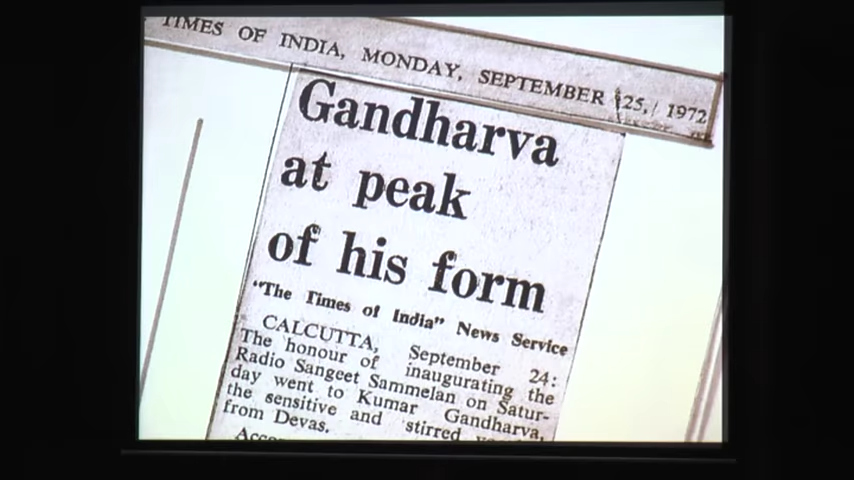 TIMES OF INDIA, MONDAY, SEPTEMBER 25, 1972
Gandharva
at peak
of his form
"The Times of India" News Service
CALCUTTA, September 24:
The honour of inaugurating the
Radio Sangeet Sammelan on Satur-
day went to Kumar Gandharva,
the sensitive and stirred
from Devas.